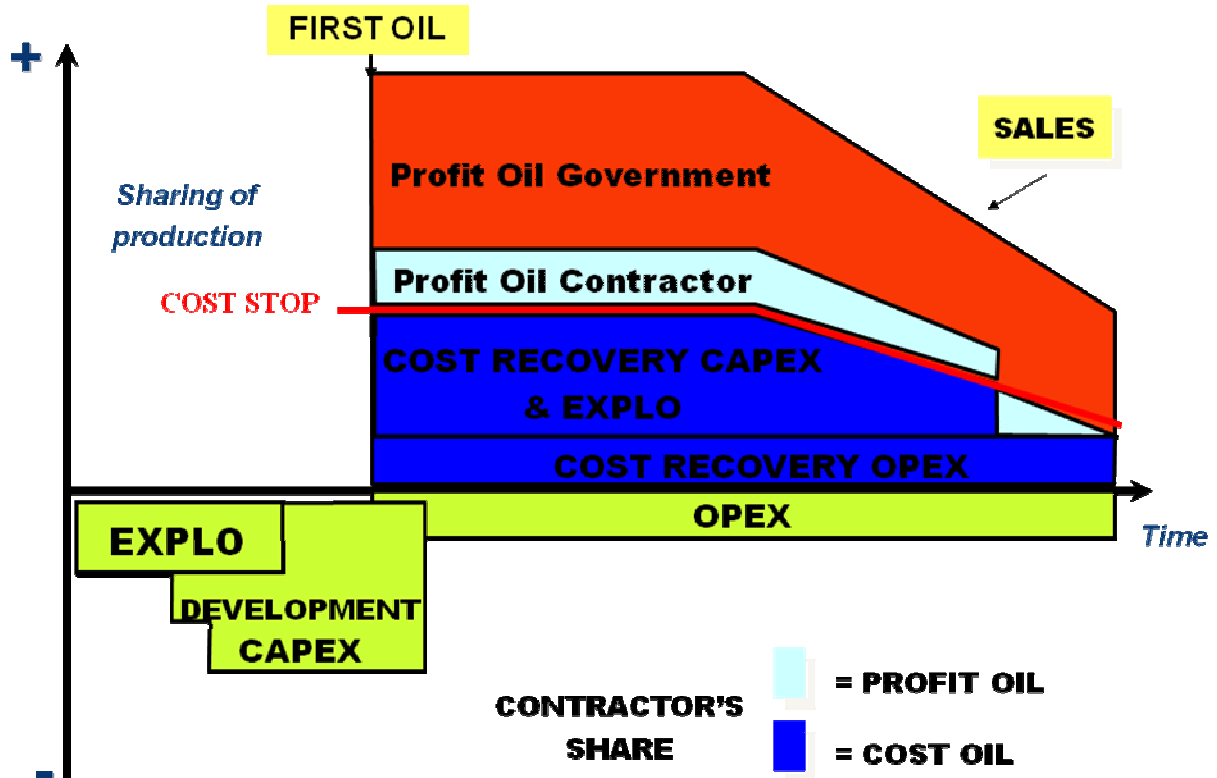 FIRST OIL
+
SALES
Profit Oil Government
Sharing of
production
Profit Oil Contractor
COST STOP
COST RECOVERY CAPEX
& EXPLO
COST RECOVERY OPEX
OPEX
Time
EXPLO
DEVELOPMENT
CAPEX
CONTRACTOR'S
SHARE
= PROFIT OIL
= COST OIL
-